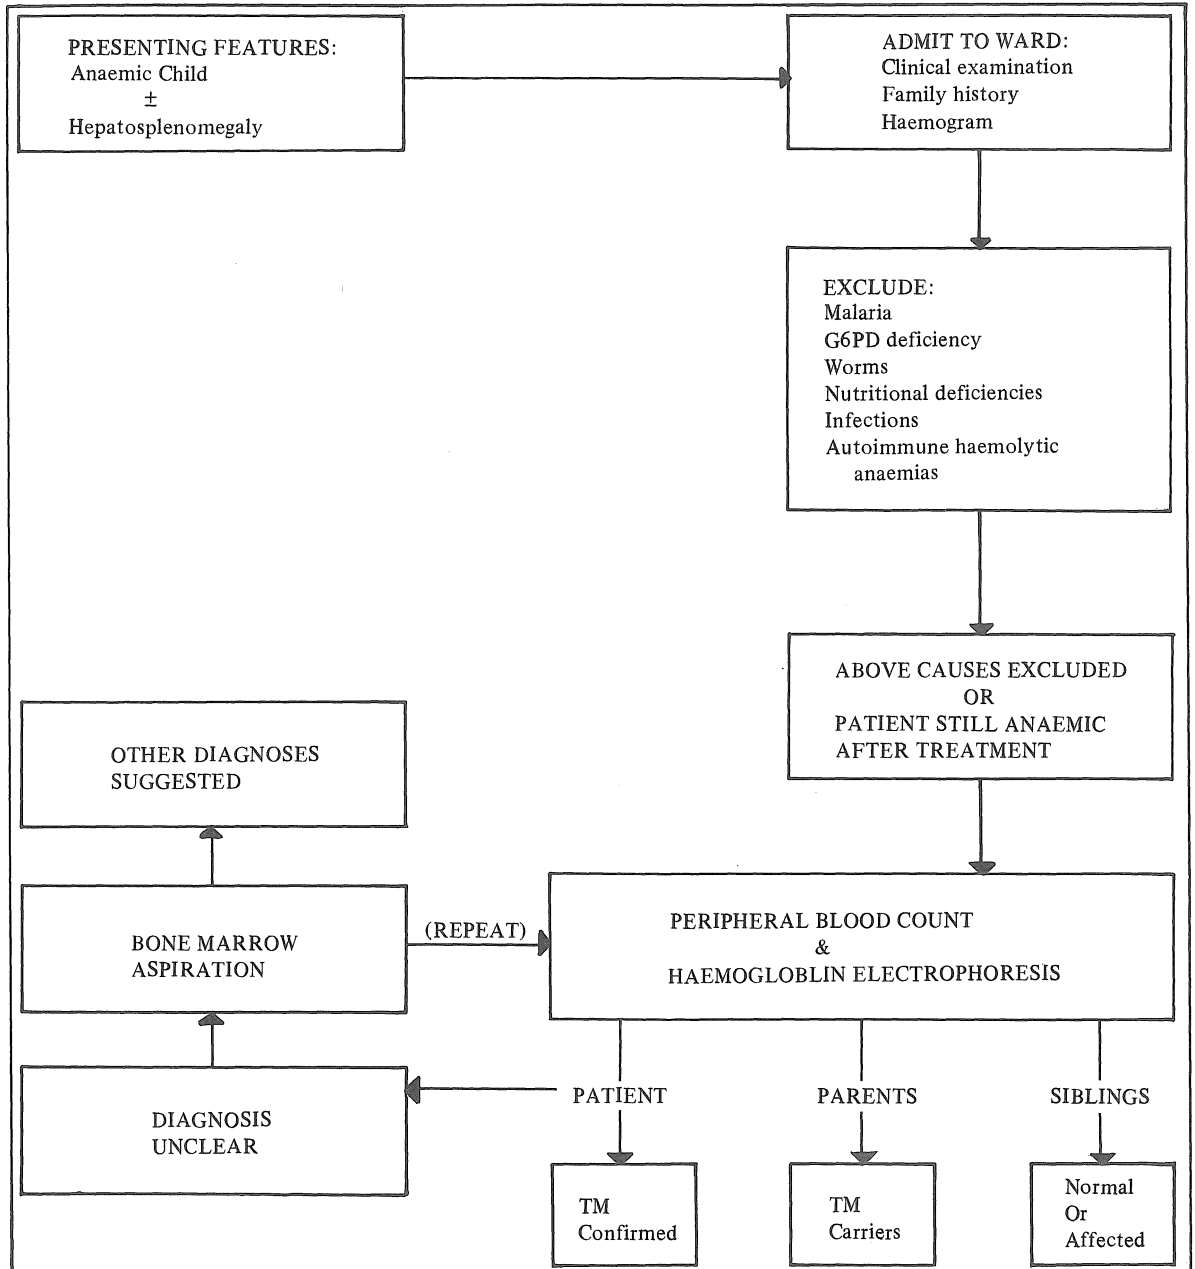 PRESENTING FEATURES:
Anaemic Child
±
Hepatosplenomegaly
ADMIT TO WARD:
Clinical examination
Family history
Haemogram
EXCLUDE:
Malaria
G6PD deficiency
Worms
Nutritional deficiencies
Infections
Autoimmune haemolytic
anaemias
ABOVE CAUSES EXCLUDED
OR
PATIENT STILL ANAEMIC
AFTER TREATMENT
OTHER DIAGNOSES
SUGGESTED
BONE MARROW
ASPIRATION
(REPEAT)
PERIPHERAL BLOOD COUNT
&
HAEMOGLOBLIN ELECTROPHORESIS
DIAGNOSIS
UNCLEAR
PATIENT
PARENTS
SIBLINGS
TM
Confirmed
TM
Carriers
Normal
Or
Affected